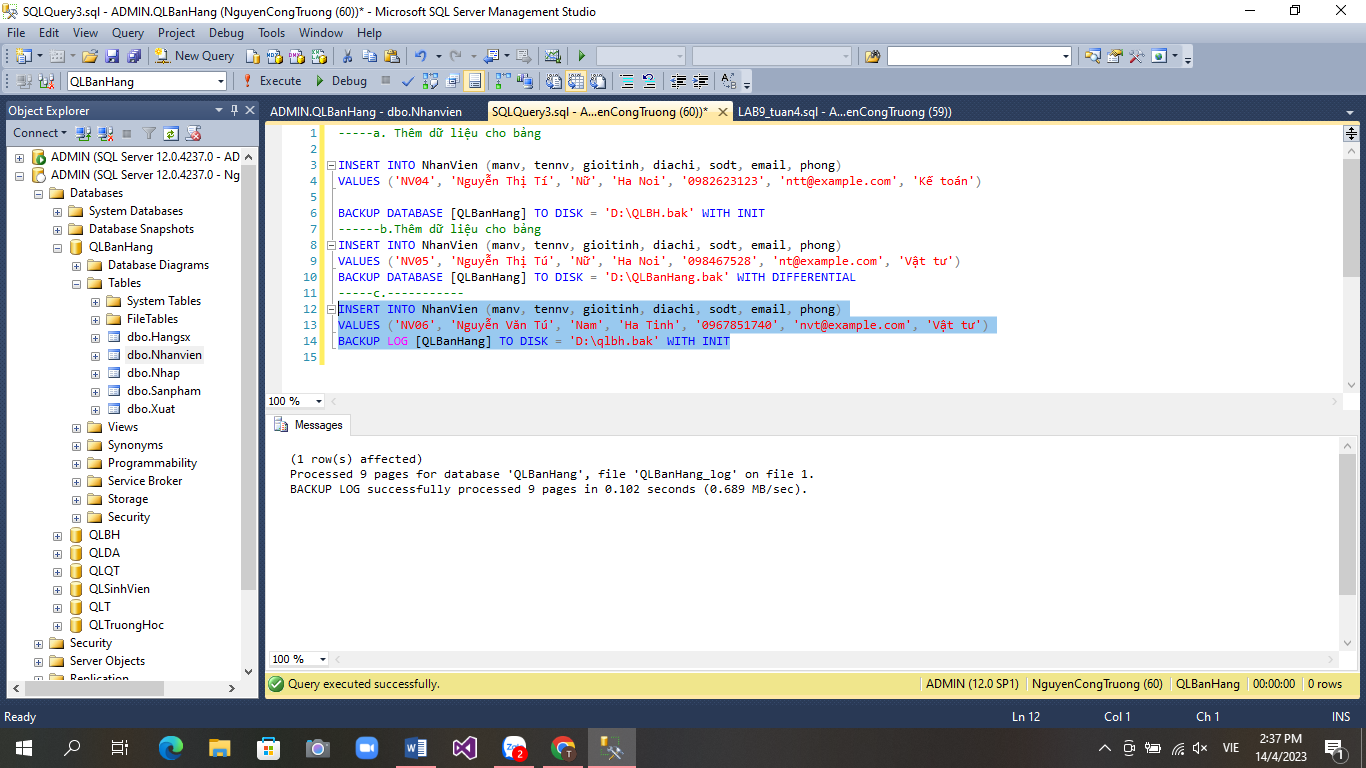 SQLQuery3.sql - ADMIN.QLBanHang (NguyenCongTruong (60))* - Microsoft SQL Server Management Studio
File Edit View Query Project Debug Tools Window Help
New Query
QLBanHang Execute Debug
Object Explorer
Connect
ADMIN (SQL Server 12.0.4237.0 - AD
ADMIN (SQL Server 12.0.4237.0 - Ng
Databases
System Databases
Database Snapshots
QLBanHang
Database Diagrams
Tables
System Tables
FileTables
dbo.Hangsx
dbo.Nhanvien
dbo.Nhap
dbo.Sanpham
dbo.Xuat
Views
Synonyms
Programmability
Service Broker
Storage
Security
QLBH
QLDA
QLQT
QLSinhVien
QLT
QLTruongHoc
Security
Server Objects
Replication
ADMIN.QLBanHang - dbo.Nhanvien SQLQuery3.sql - A...enCongTruong (60))* LAB9_tuan4.sql - A...enCongTruong (59))
1 -----a. Thêm dữ liệu cho bảng
2
3 INSERT INTO NhanVien (manv, tennv, gioitinh, diachi, sodt, email, phong)
4 VALUES ('NV04', 'Nguyễn Thị Tí', 'Nữ', 'Ha Noi', '0982623123', 'ntt@example.com', 'Kế toán')
5
6 BACKUP DATABASE [QLBanHang] TO DISK = 'D:\QLBH.bak' WITH INIT
7 ------b.Thêm dữ liệu cho bảng
8 INSERT INTO NhanVien (manv, tennv, gioitinh, diachi, sodt, email, phong)
9 VALUES ('NV05', 'Nguyễn Thị Tú', 'Nữ', 'Ha Noi', '098467528', 'nt@example.com', 'Vật tư')
10 BACKUP DATABASE [QLBanHang] TO DISK = 'D:\QLBanHang.bak' WITH DIFFERENTIAL
11 -----c.-----------
12 INSERT INTO NhanVien (manv, tennv, gioitinh, diachi, sodt, email, phong)
13 VALUES ('NV06', 'Nguyễn Văn Tú', 'Nam', 'Ha Tinh', '0967851740', 'nvt@example.com', 'Vật tư')
14 BACKUP LOG [QLBanHang] TO DISK = 'D:\qlbh.bak' WITH INIT
15
100 %
Messages
(1 row(s) affected)
Processed 9 pages for database 'QLBanHang', file 'QLBanHang_log' on file 1.
BACKUP LOG successfully processed 9 pages in 0.102 seconds (0.689 MB/sec).
100 %
Query executed successfully. ADMIN (12.0 SP1) NguyenCongTruong (60) QLBanHang 00:00:00 0 rows
Ready Ln 12 Col 1 Ch 1 INS
VIE 2:37 PM
14/4/2023